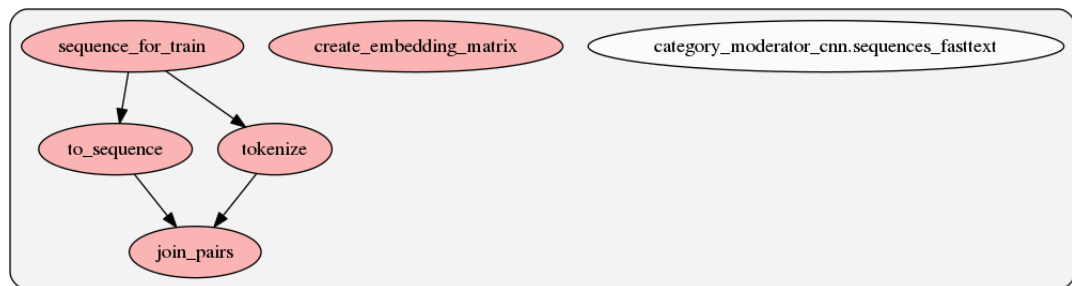 sequence_for_train
create_embedding_matrix
category_moderator_cnn.sequences_fasttext
to_sequence
tokenize
join_pairs